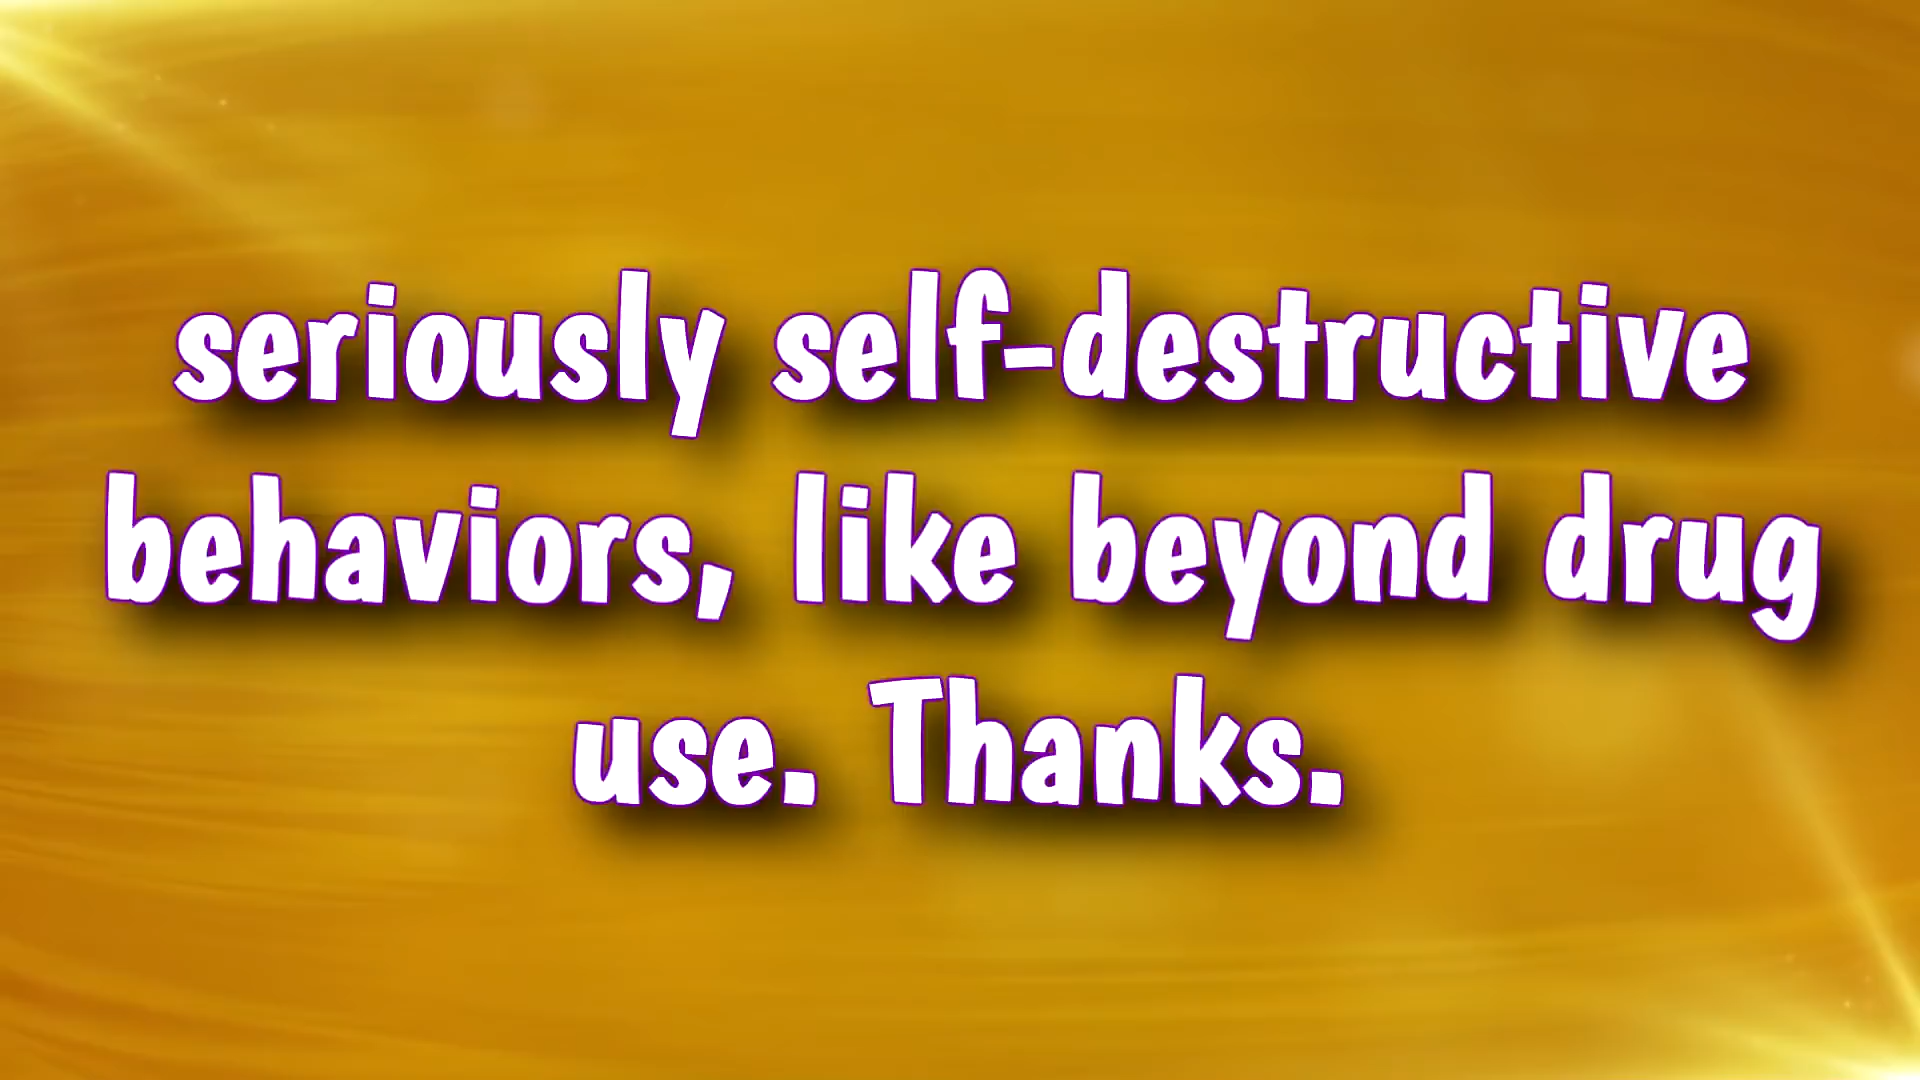 seriously self-destructive
behaviors, like beyond drug
use. Thanks.